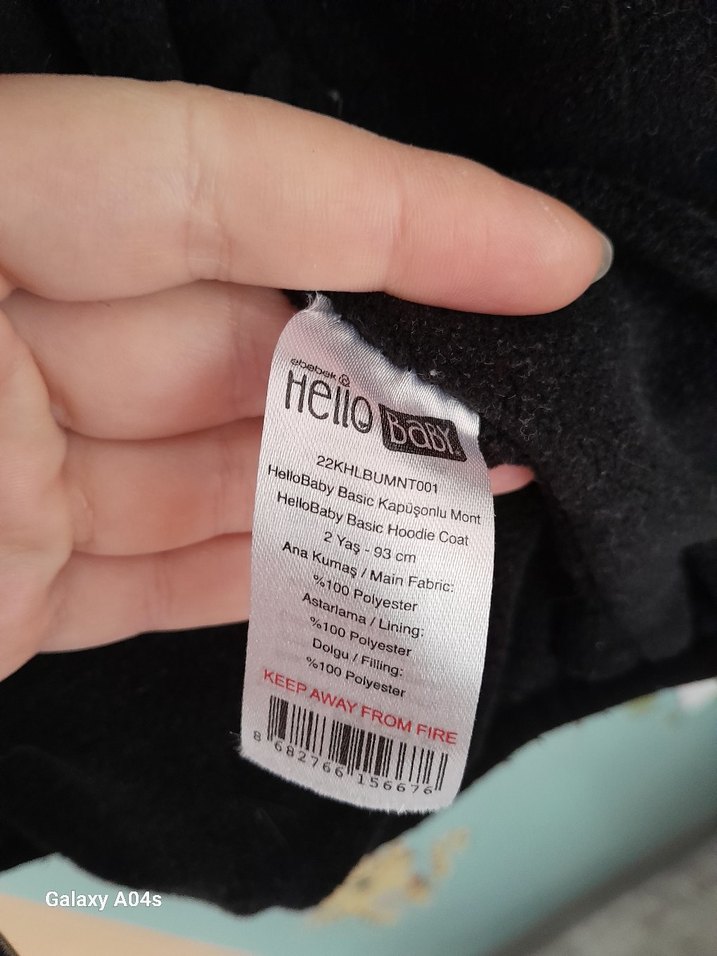 ebebek &
Hello BaBY
22KHLBUMNT001
HelloBaby Basic Kapüşonlu Mont
HelloBaby Basic Hoodie Coat
2 Yaş - 93 cm
Ana Kumaş / Main Fabric:
%100 Polyester
Astarlama / Lining:
%100 Polyester
Dolgu / Filling:
%100 Polyester
KEEP AWAY FROM FIRE
8 682766 156676
Galaxy A04s